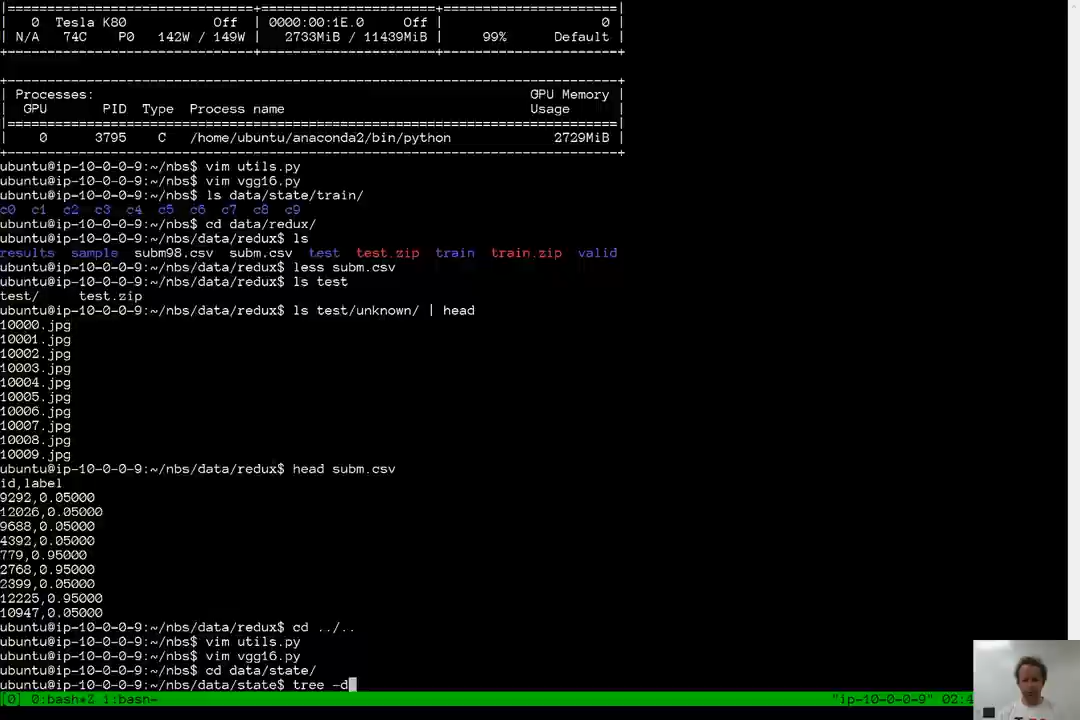 |===============================+======================+======================|
|   0  Tesla K80           Off  | 0000:00:1E.0     Off |                    0 |
| N/A   74C    P0   142W / 149W |   2733MiB / 11439MiB |     99%      Default |
+-------------------------------+----------------------+----------------------+
+-----------------------------------------------------------------------------+
| Processes:                                                       GPU Memory |
|  GPU       PID  Type  Process name                               Usage      |
|=============================================================================|
|    0      3795    C   /home/ubuntu/anaconda2/bin/python             2729MiB |
+-----------------------------------------------------------------------------+
ubuntu@ip-10-0-0-9:~/nbs$ vim utils.py
ubuntu@ip-10-0-0-9:~/nbs$ vim vgg16.py
ubuntu@ip-10-0-0-9:~/nbs$ ls data/state/train/
c0  c1  c2  c3  c4  c5  c6  c7  c8  c9
ubuntu@ip-10-0-0-9:~/nbs$ cd data/redux/
ubuntu@ip-10-0-0-9:~/nbs/data/redux$ ls
results  sample  subm98.csv  subm.csv  test  test.zip  train  train.zip  valid
ubuntu@ip-10-0-0-9:~/nbs/data/redux$ less subm.csv
ubuntu@ip-10-0-0-9:~/nbs/data/redux$ ls test
test/     test.zip
ubuntu@ip-10-0-0-9:~/nbs/data/redux$ ls test/unknown/ | head
10000.jpg
10001.jpg
10002.jpg
10003.jpg
10004.jpg
10005.jpg
10006.jpg
10007.jpg
10008.jpg
10009.jpg
ubuntu@ip-10-0-0-9:~/nbs/data/redux$ head subm.csv
id,label
9292,0.05000
12026,0.05000
9688,0.05000
4392,0.05000
779,0.95000
2768,0.95000
2399,0.05000
12225,0.95000
10947,0.05000
ubuntu@ip-10-0-0-9:~/nbs/data/redux$ cd ../..
ubuntu@ip-10-0-0-9:~/nbs$ vim utils.py
ubuntu@ip-10-0-0-9:~/nbs$ vim vgg16.py
ubuntu@ip-10-0-0-9:~/nbs$ cd data/state/
ubuntu@ip-10-0-0-9:~/nbs/data/state$ tree -d
[0] 0:bash*Z 1:bash- "ip-10-0-0-9" 02:4